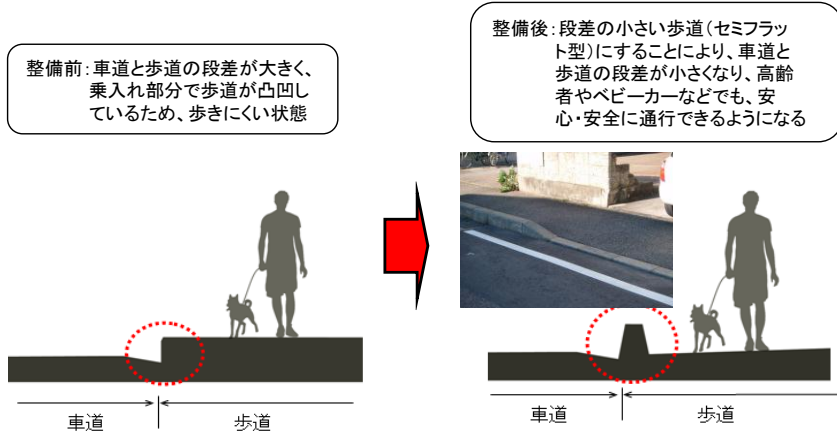 整備前：車道と歩道の段差が大きく、
乗入れ部分で歩道が凸凹し
ているため、歩きにくい状態
整備後：段差の小さい歩道（セミフラッ
ト型）にすることにより、車道と
歩道の段差が小さくなり、高齢
者やベビーカーなどでも、安
心・安全に通行できるようになる
車道
歩道
車道
歩道